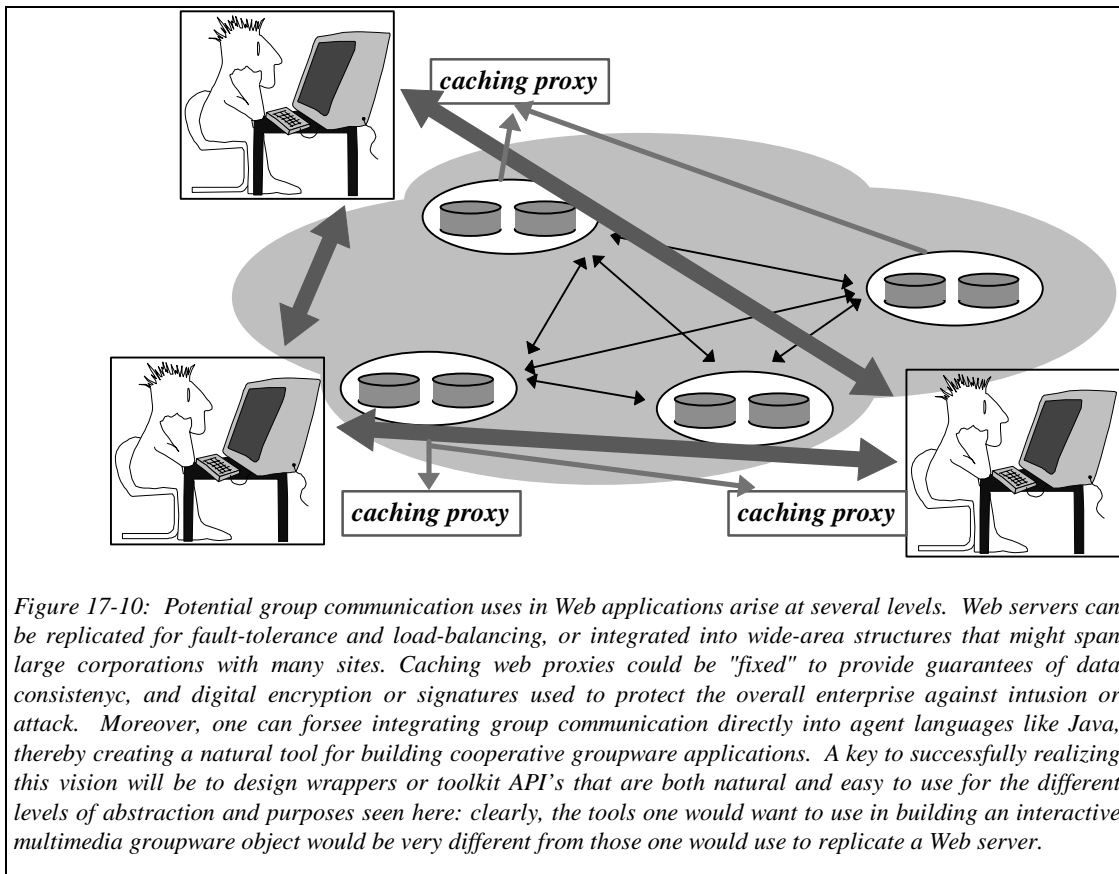 caching proxy
caching proxy
caching proxy
Figure 17-10: Potential group communication uses in Web applications arise at several levels. Web servers can
be replicated for fault-tolerance and load-balancing, or integrated into wide-area structures that might span
large corporations with many sites. Caching web proxies could be "fixed" to provide guarantees of data
consistenyc, and digital encryption or signatures used to protect the overall enterprise against intusion or
attack. Moreover, one can forsee integrating group communication directly into agent languages like Java,
thereby creating a natural tool for building cooperative groupware applications. A key to successfully realizing
this vision will be to design wrappers or toolkit API's that are both natural and easy to use for the different
levels of abstraction and purposes seen here: clearly, the tools one would want to use in building an interactive
multimedia groupware object would be very different from those one would use to replicate a Web server.